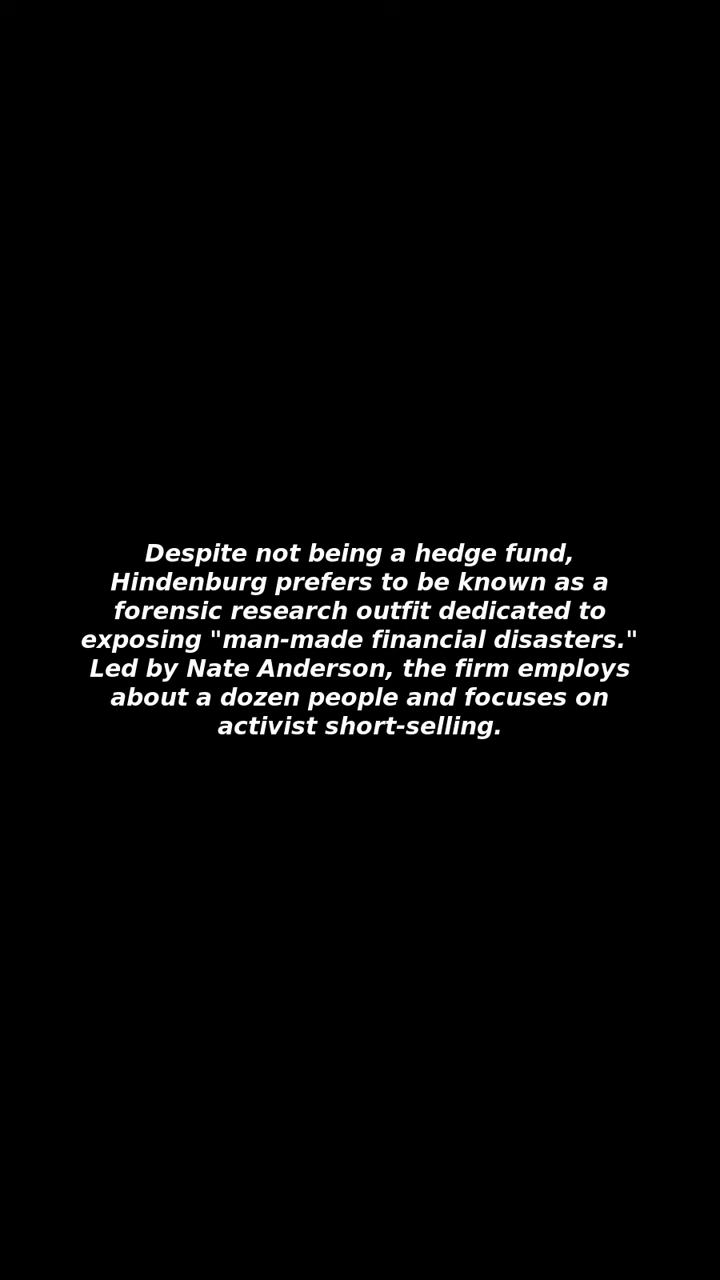 Despite not being a hedge fund,
Hindenburg prefers to be known as a
forensic research outfit dedicated to
exposing "man-made financial disasters."
Led by Nate Anderson, the firm employs
about a dozen people and focuses on
activist short-selling.